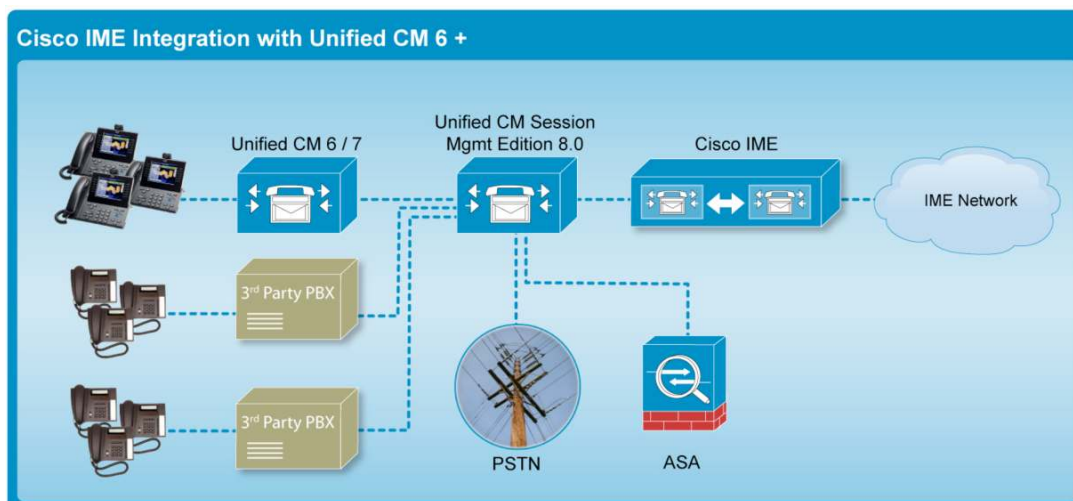 Cisco IME Integration with Unified CM 6 +
Unified CM 6 / 7
Unified CM Session
Mgmt Edition 8.0
Cisco IME
IME Network
3rd Party PBX
3rd Party PBX
PSTN
ASA